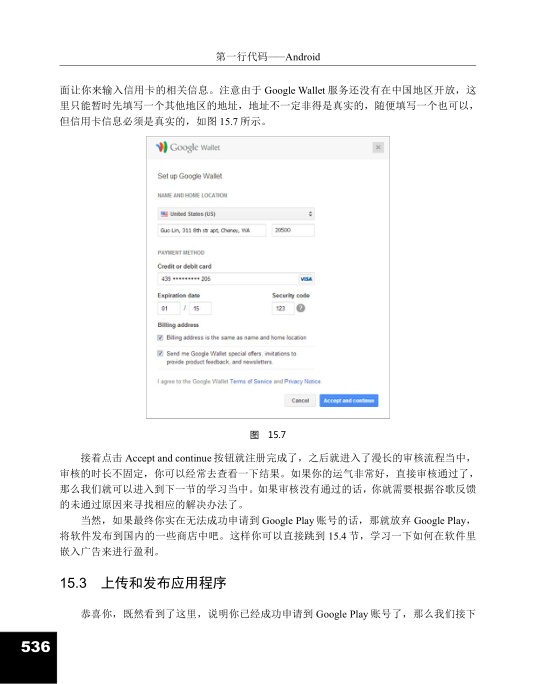 第一行代码——Android
面让你来输入信用卡的相关信息。注意由于 Google Wallet 服务还没有在中国地区开放，这
里只能暂时先填写一个其他地区的地址，地址不一定非得是真实的，随便填写一个也可以，
但信用卡信息必须是真实的，如图 15.7 所示。
Google Wallet
Set up Google Wallet
NAME AND HOME LOCATION
United States (US)
Guo Lin, 311 8th str apt, Cheney, WA
PAYMENT METHOD
Credit or debit card
VISA
Expiration date Security code
01 / 15 123 ?
Billing address
Billing address is the same as name and home location
Send me Google Wallet special offers, invitations to
provide product feedback, and newsletters.
I agree to the Google Wallet Terms of Service and Privacy Notice
Cancel Accept and continue
图 15.7
接着点击 Accept and continue 按钮就注册完成了，之后就进入了漫长的审核流程当中，
审核的时长不固定，你可以经常去查看一下结果。如果你的运气非常好，直接审核通过了，
那么我们就可以进入到下一节的学习当中。如果审核没有通过的话，你就需要根据谷歌反馈
的未通过原因来寻找相应的解决办法了。
当然，如果最终你实在无法成功申请到 Google Play 账号的话，那就放弃 Google Play，
将软件发布到国内的一些商店中吧。这样你可以直接跳到 15.4 节，学习一下如何在软件里
嵌入广告来进行盈利。
15.3 上传和发布应用程序
恭喜你，既然看到了这里，说明你已经成功申请到 Google Play 账号了，那么我们接下
536